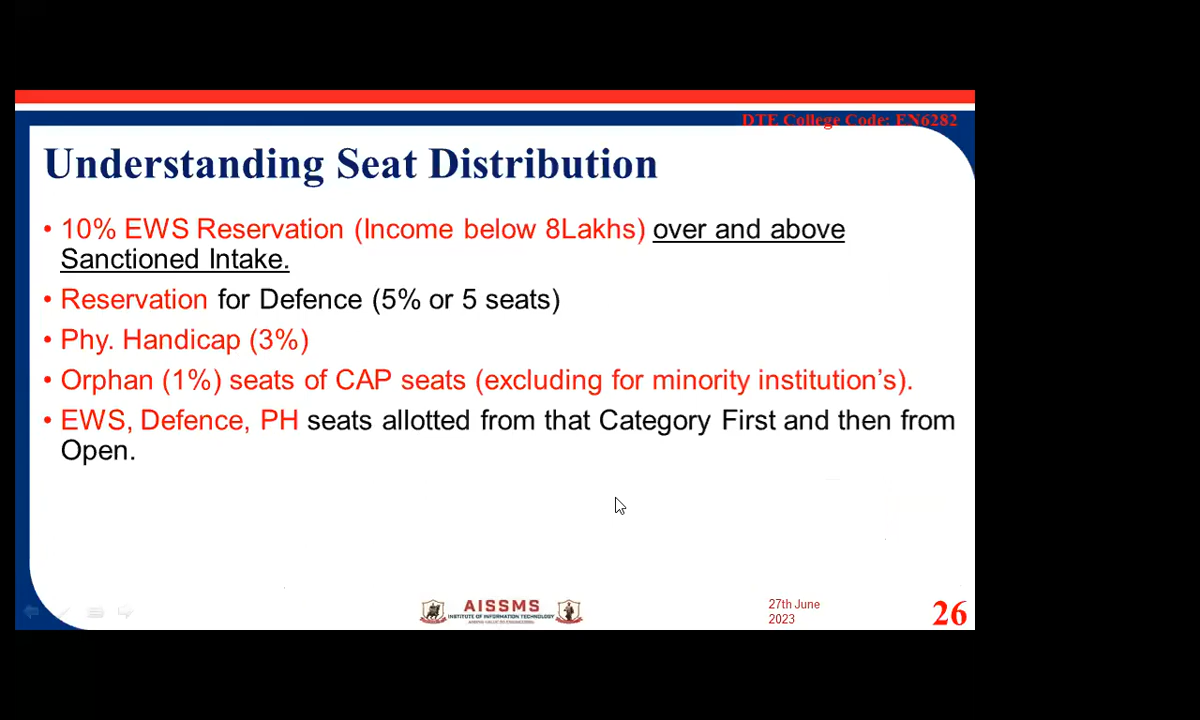 DTE College Code: EN6282
Understanding Seat Distribution
• 10% EWS Reservation (Income below 8Lakhs) over and above
Sanctioned Intake.
• Reservation for Defence (5% or 5 seats)
• Phy. Handicap (3%)
• Orphan (1%) seats of CAP seats (excluding for minority institution's).
• EWS, Defence, PH seats allotted from that Category First and then from
Open.
AISSMS
INSTITUTE OF INFORMATION TECHNOLOGY
27th June
2023
26